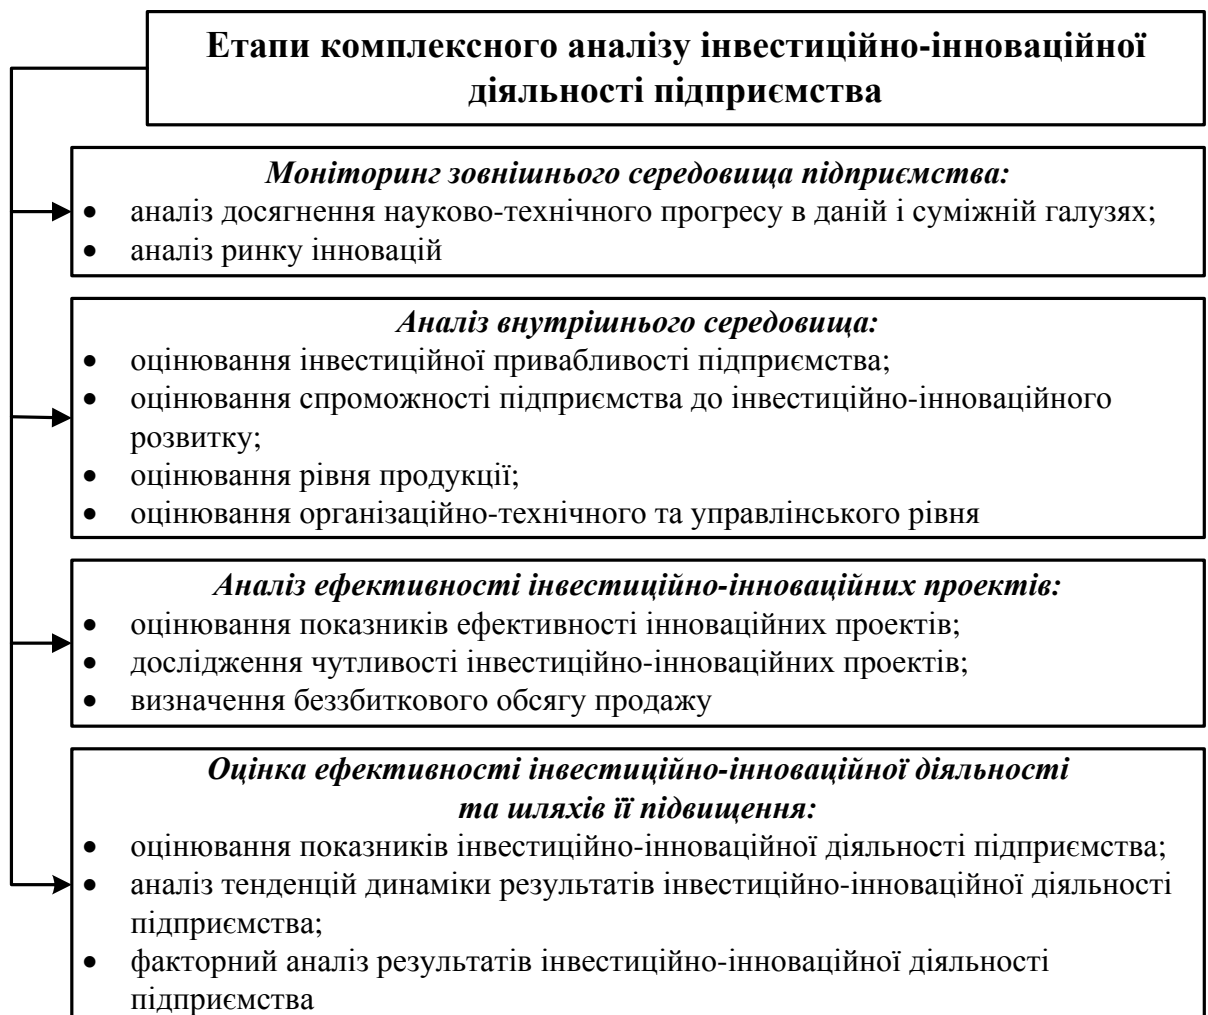 Етапи комплексного аналізу інвестиційно-інноваційної
діяльності підприємства
Моніторинг зовнішнього середовища підприємства:
• аналіз досягнення науково-технічного прогресу в даній і суміжній галузях;
• аналіз ринку інновацій
Аналіз внутрішнього середовища:
• оцінювання інвестиційної привабливості підприємства;
• оцінювання спроможності підприємства до інвестиційно-інноваційного
розвитку;
• оцінювання рівня продукції;
• оцінювання організаційно-технічного та управлінського рівня
Аналіз ефективності інвестиційно-інноваційних проектів:
• оцінювання показників ефективності інноваційних проектів;
• дослідження чутливості інвестиційно-інноваційних проектів;
• визначення беззбиткового обсягу продажу
Оцінка ефективності інвестиційно-інноваційної діяльності
та шляхів її підвищення:
• оцінювання показників інвестиційно-інноваційної діяльності підприємства;
• аналіз тенденцій динаміки результатів інвестиційно-інноваційної діяльності
підприємства;
• факторний аналіз результатів інвестиційно-інноваційної діяльності
підприємства